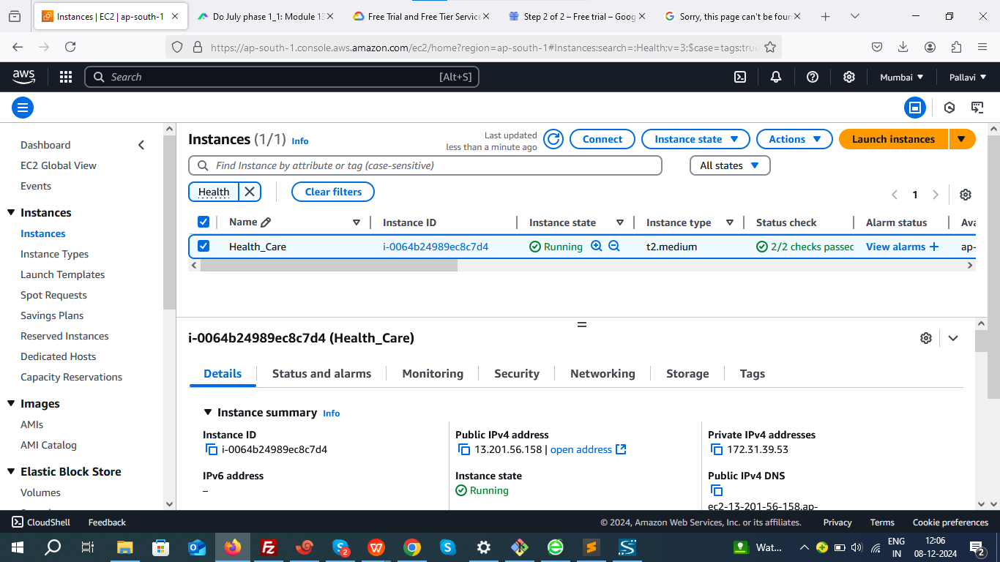 Instances | EC2 | ap-south-1
Do July phase 1_1: Module 13
Free Trial and Free Tier Service
Step 2 of 2 – Free trial – Goog
Sorry, this page can't be foun
https://ap-south-1.console.aws.amazon.com/ec2/home?region=ap-south-1#Instances:search=:Health;v=3;$case=tags:true
aws
Search
[Alt+S]
Mumbai
Pallavi
Dashboard
EC2 Global View
Events
Instances
Instances
Instance Types
Launch Templates
Spot Requests
Savings Plans
Reserved Instances
Dedicated Hosts
Capacity Reservations
Images
AMIs
AMI Catalog
Elastic Block Store
Volumes
Instances (1/1) Info
Last updated
less than a minute ago
Connect
Instance state
Actions
Launch instances
Find Instance by attribute or tag (case-sensitive)
All states
Health
Clear filters
1
Name Instance ID Instance state Instance type Status check Alarm status Ava
Health_Care i-0064b24989ec8c7d4 Running t2.medium 2/2 checks passec View alarms + ap-
i-0064b24989ec8c7d4 (Health_Care)
Details Status and alarms Monitoring Security Networking Storage Tags
Instance summary Info
Instance ID
i-0064b24989ec8c7d4
IPv6 address
–
Public IPv4 address
13.201.56.158 | open address
Instance state
Running
Private IPv4 addresses
172.31.39.53
Public IPv4 DNS
ec2-13-201-56-158.ap-
CloudShell Feedback
© 2024, Amazon Web Services, Inc. or its affiliates. Privacy Terms Cookie preferences
2
Wat...
ENG
IN
12:06
08-12-2024
2